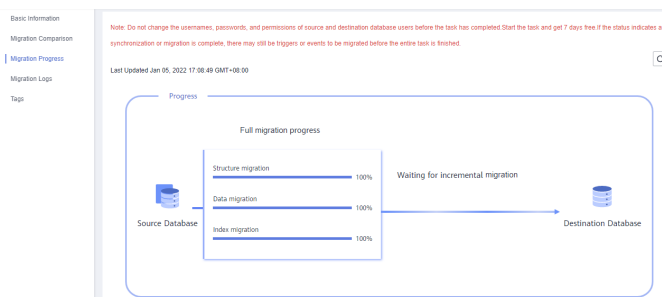 Basic Information
Migration Comparison
Migration Progress
Migration Logs
Tags
Note: Do not change the usernames, passwords, and permissions of source and destination database users before the task has completed.Start the task and get 7 days free If the status indicates a
synchronization or migration is complete, there may still be triggers or events to be migrated before the entire task is finished.
Last Updated Jan 05, 2022 17:08:49 GMT+08:00
Progress
Full migration progress
Structure migration
100%
Waiting for incremental migration
Data migration
100%
Source Database
Destination Database
Index migration
100%